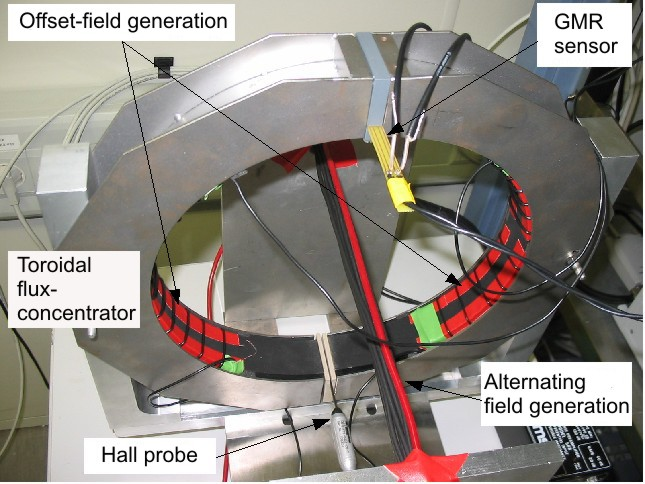 Offset-field generation
GMR
sensor
Toroidal
flux-
concentrator
Alternating
field generation
Hall probe